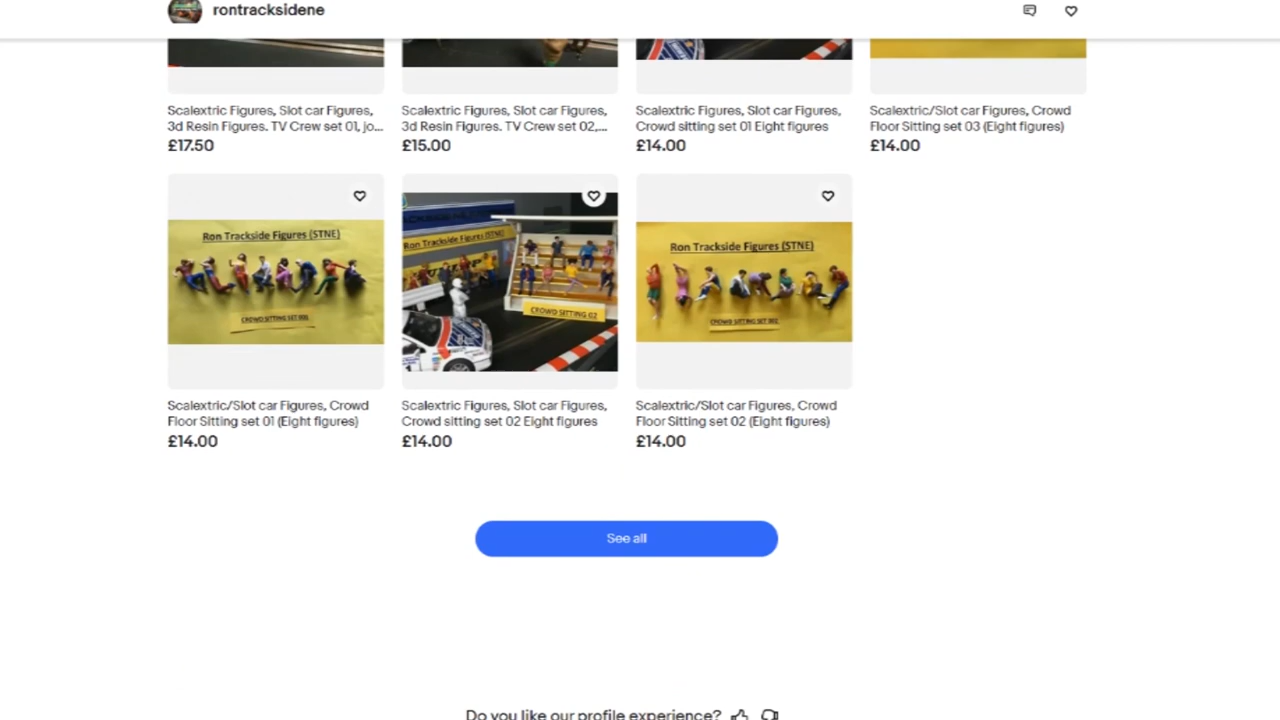 rontracksidene
Scalextric Figures, Slot car Figures,
3d Resin Figures. TV Crew set 01, jo...
£17.50
Scalextric Figures, Slot car Figures,
3d Resin Figures. TV Crew set 02,...
£15.00
Scalextric Figures, Slot car Figures,
Crowd sitting set 01 Eight figures
£14.00
Scalextric/Slot car Figures, Crowd
Floor Sitting set 03 (Eight figures)
£14.00
Ron Trackside Figures (STNE)
CROWD SITTING SET
Ron Trackside Figures (STNE)
CROWD SITTING 02
Ron Trackside Figures (STNE)
CROWD SITTING SET
Scalextric/Slot car Figures, Crowd
Floor Sitting set 01 (Eight figures)
£14.00
Scalextric Figures, Slot car Figures,
Crowd sitting set 02 Eight figures
£14.00
Scalextric/Slot car Figures, Crowd
Floor Sitting set 02 (Eight figures)
£14.00
See all
Do you like our profile experience?